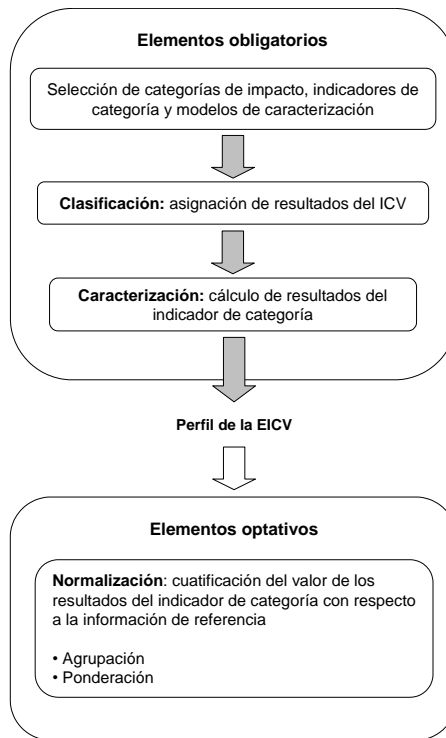 Elementos obligatorios
Selección de categorías de impacto, indicadores de
categoría y modelos de caracterización
Clasificación: asignación de resultados del ICV
Caracterización: cálculo de resultados del
indicador de categoría
Perfil de la EICV
Elementos optativos
Normalización: cuatificación del valor de los
resultados del indicador de categoría con respecto
a la información de referencia
• Agrupación
• Ponderación